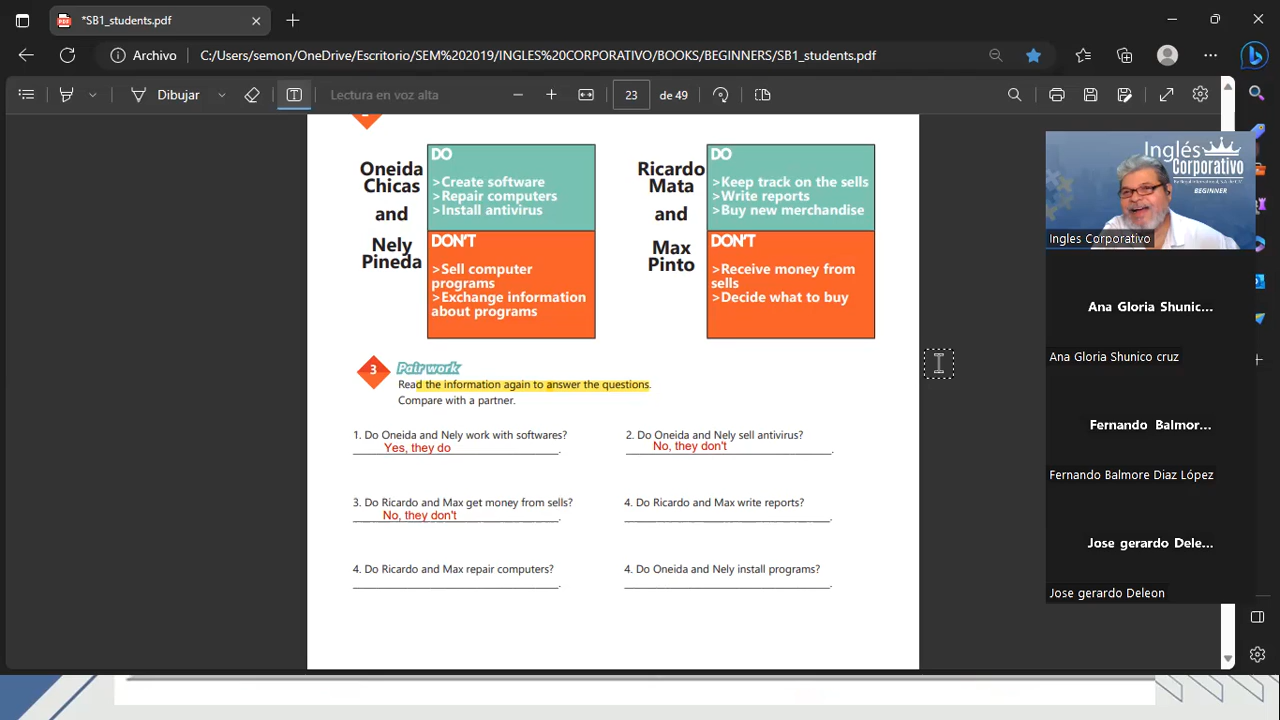 *SB1_students.pdf
Archivo
C:/Users/semon/OneDrive/Escritorio/SEM%202019/INGLES%20CORPORATIVO/BOOKS/BEGINNERS/SB1_students.pdf
Dibujar
Lectura en voz alta
23
de 49
Oneida
Chicas
and
Nely
Pineda
DO
>Create software
>Repair computers
>Install antivirus
DON'T
>Sell computer
programs
>Exchange information
about programs
Ricardo
Mata
and
Max
Pinto
DO
>Keep track on the sells
>Write reports
>Buy new merchandise
DON'T
>Receive money from
sells
>Decide what to buy
3
Pair work
Read the information again to answer the questions.
Compare with a partner.
1. Do Oneida and Nely work with softwares?
Yes, they do
2. Do Oneida and Nely sell antivirus?
No, they don't
3. Do Ricardo and Max get money from sells?
No, they don't
4. Do Ricardo and Max write reports?
4. Do Ricardo and Max repair computers?
4. Do Oneida and Nely install programs?
Inglés
Corporativo
BEGINNER
Ingles Corporativo
Ana Gloria Shunic...
Ana Gloria Shunico cruz
Fernando Balmor...
Fernando Balmore Diaz López
Jose gerardo Dele...
Jose gerardo Deleon